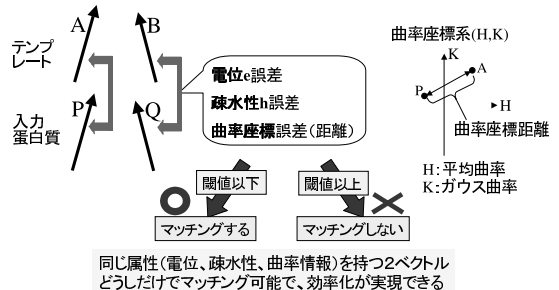 A
B
テンプ
レート
P
Q
入力
蛋白質
電位e誤差
疎水性h誤差
曲率座標誤差(距離)
曲率座標系(H,K)
K
A
P
H
曲率座標距離
H:平均曲率
K:ガウス曲率
閾値以下
閾値以上
マッチングする
マッチングしない
同じ属性(電位、疎水性、曲率情報)を持つ2ベクトル
どうしだけでマッチング可能で、効率化が実現できる